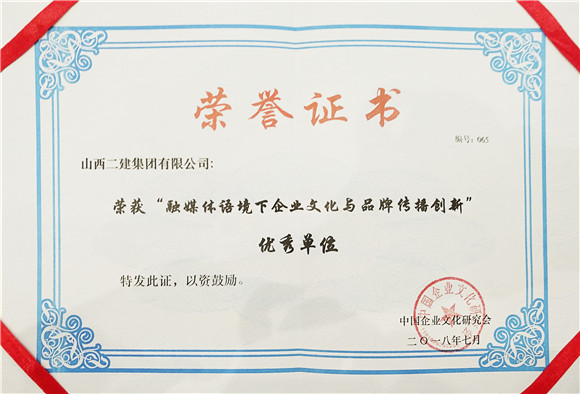 荣誉证书
编号：065
山西二建集团有限公司：
荣获“融媒体语境下企业文化与品牌传播创新”
优秀单位
特发此证，以资鼓励。
中国企业文化研究会
二〇一八年七月